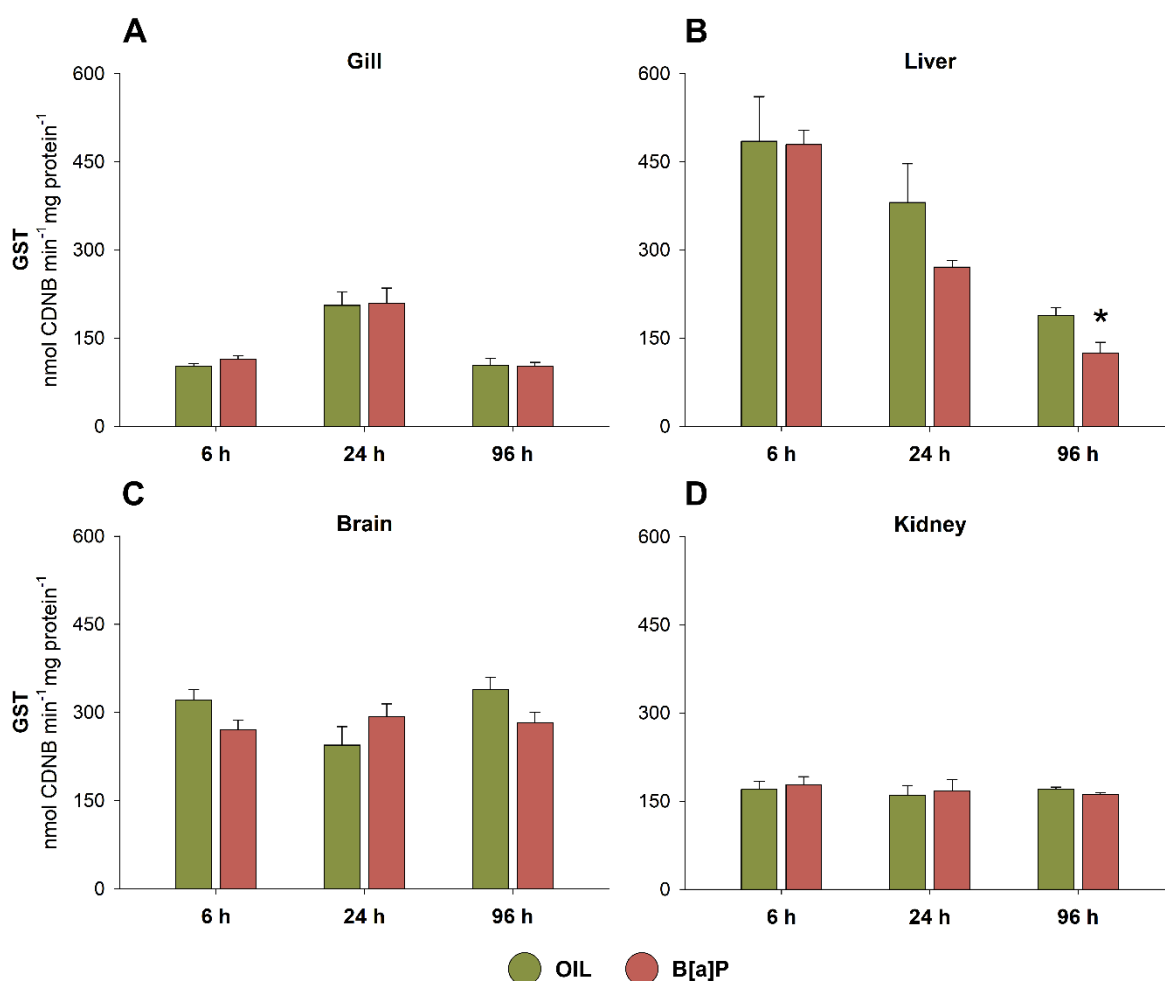 A
Gill
600
450
300
150
0
6 h 24 h 96 h
GST
nmol CDNB min⁻¹ mg protein⁻¹
B
Liver
600
450
300
150
0
*
6 h 24 h 96 h
C
Brain
600
450
300
150
0
6 h 24 h 96 h
GST
nmol CDNB min⁻¹ mg protein⁻¹
D
Kidney
600
450
300
150
0
6 h 24 h 96 h
OIL B[a]P